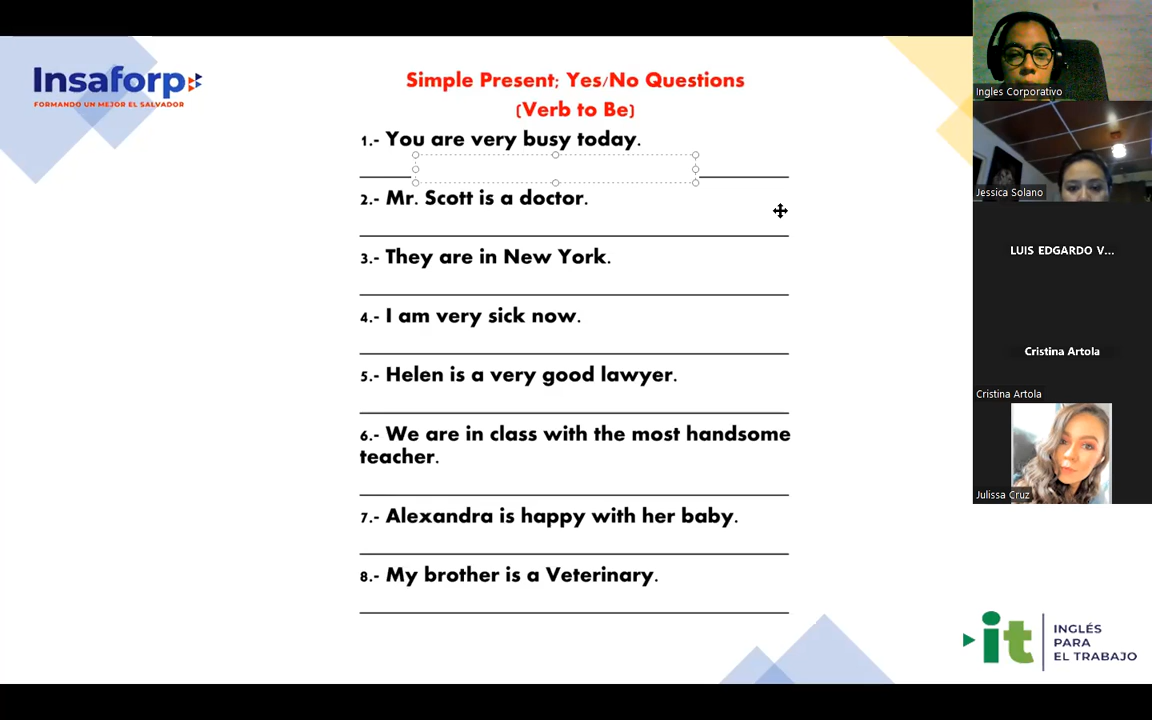 Insaforp
FORMANDO UN MEJOR EL SALVADOR
Simple Present; Yes/No Questions
(Verb to Be)
1.- You are very busy today.
2.- Mr. Scott is a doctor.
3.- They are in New York.
4.- I am very sick now.
5.- Helen is a very good lawyer.
6.- We are in class with the most handsome
teacher.
7.- Alexandra is happy with her baby.
8.- My brother is a Veterinary.
it
INGLÉS
PARA
EL TRABAJO
Ingles Corporativo
Jessica Solano
LUIS EDGARDO V...
Cristina Artola
Cristina Artola
Julissa Cruz